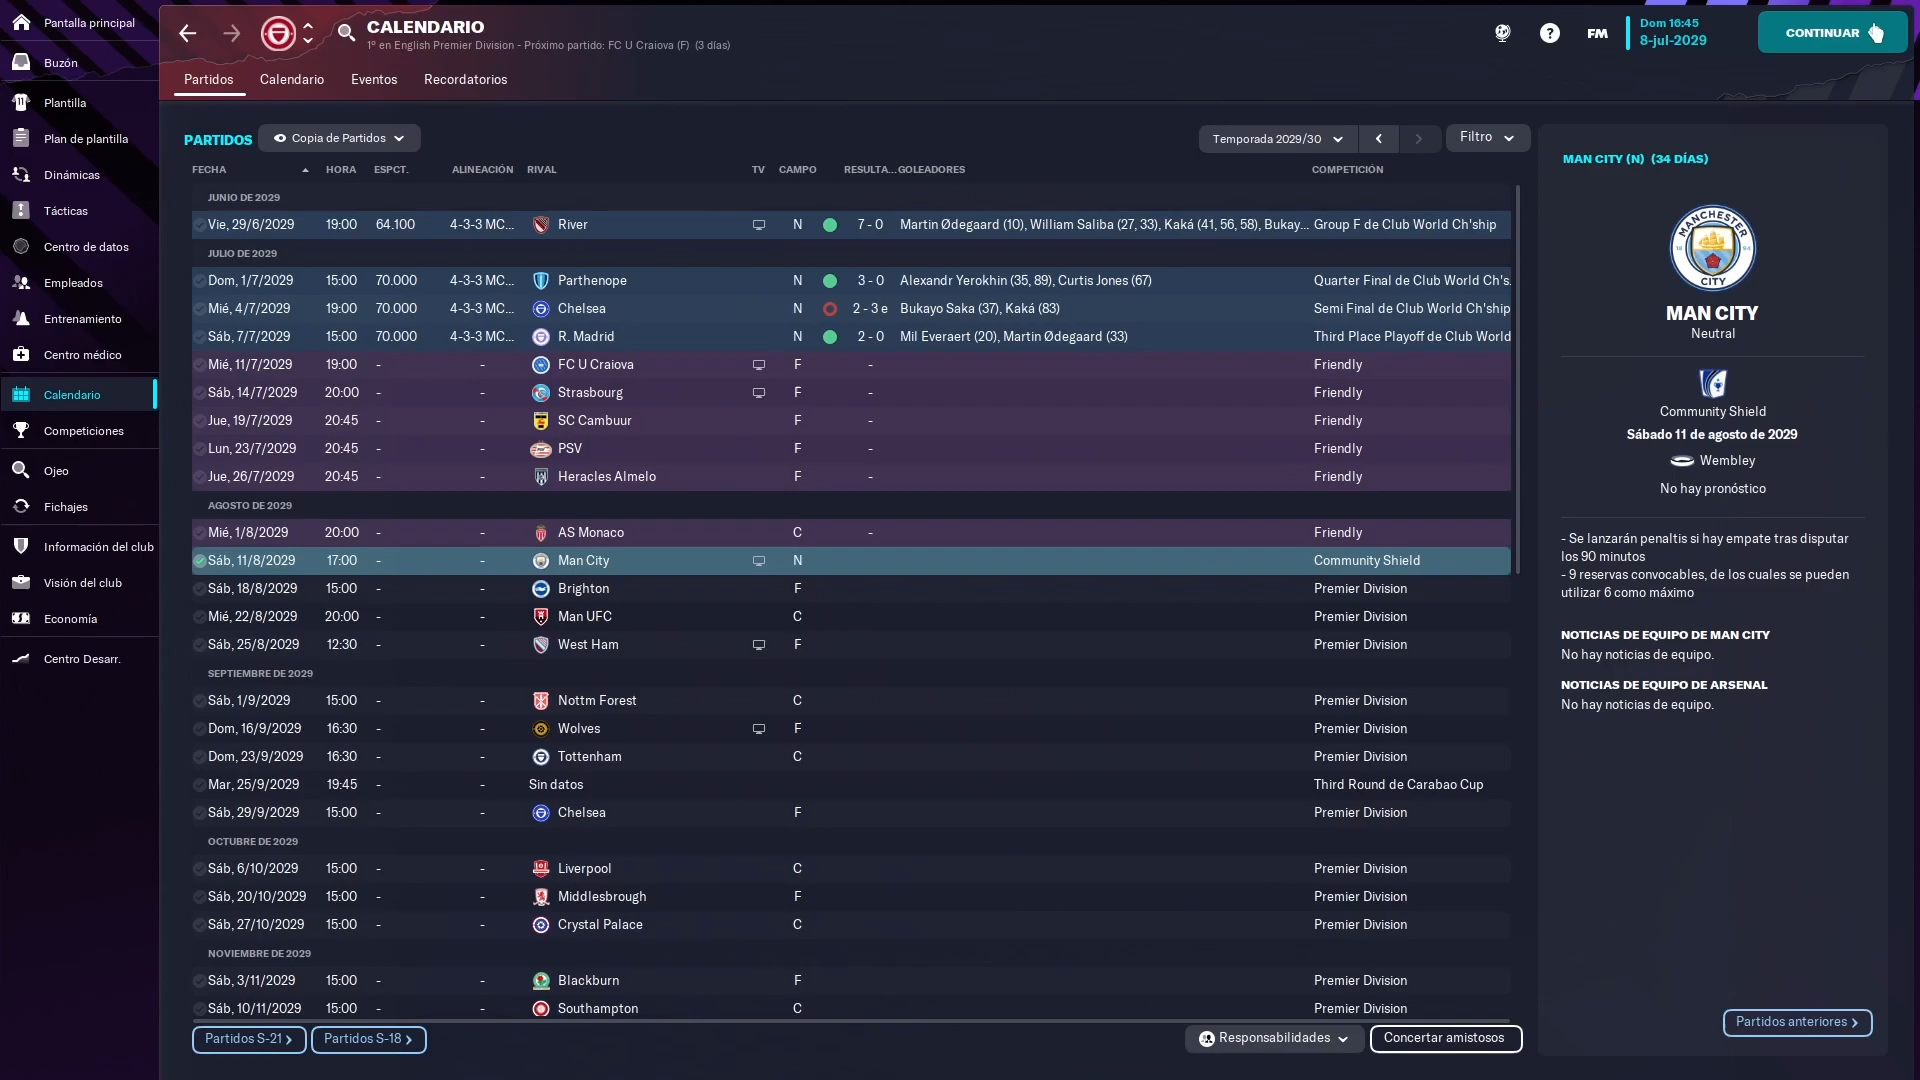 Pantalla principal
Buzón
Plantilla
Plan de plantilla
Dinámicas
Tácticas
Centro de datos
Empleados
Entrenamiento
Centro médico
Calendario
Competiciones
Ojeo
Fichajes
Información del club
Visión del club
Economía
Centro Desarr.
CALENDARIO
1º en English Premier Division - Próximo partido: FC U Craiova (F) (3 días)
FM
Dom 16:45
8-jul-2029
CONTINUAR
Partidos Calendario Eventos Recordatorios
PARTIDOS Copia de Partidos Temporada 2029/30 Filtro
FECHA HORA ESPCT. ALINEACIÓN RIVAL TV CAMPO RESULTA... GOLEADORES COMPETICIÓN
JUNIO DE 2029
Vie, 29/6/2029 19:00 64.100 4-3-3 MC... River N 7 - 0 Martin Ødegaard (10), William Saliba (27, 33), Kaká (41, 56, 58), Bukay... Group F de Club World Ch'ship
JULIO DE 2029
Dom, 1/7/2029 15:00 70.000 4-3-3 MC... Parthenope N 3 - 0 Alexandr Yerokhin (35, 89), Curtis Jones (67) Quarter Final de Club World Ch's.
Mié, 4/7/2029 19:00 70.000 4-3-3 MC... Chelsea N 2 - 3 e Bukayo Saka (37), Kaká (83) Semi Final de Club World Ch'ship
Sáb, 7/7/2029 15:00 70.000 4-3-3 MC... R. Madrid N 2 - 0 Mil Everaert (20), Martin Ødegaard (33) Third Place Playoff de Club World
Mié, 11/7/2029 19:00 - - FC U Craiova F - Friendly
Sáb, 14/7/2029 20:00 - - Strasbourg F - Friendly
Jue, 19/7/2029 20:45 - - SC Cambuur F - Friendly
Lun, 23/7/2029 20:45 - - PSV F - Friendly
Jue, 26/7/2029 20:45 - - Heracles Almelo F - Friendly
AGOSTO DE 2029
Mié, 1/8/2029 20:00 - - AS Monaco C - Friendly
Sáb, 11/8/2029 17:00 - - Man City N Community Shield
Sáb, 18/8/2029 15:00 - - Brighton F Premier Division
Mié, 22/8/2029 20:00 - - Man UFC C Premier Division
Sáb, 25/8/2029 12:30 - - West Ham F Premier Division
SEPTIEMBRE DE 2029
Sáb, 1/9/2029 15:00 - - Nottm Forest C Premier Division
Dom, 16/9/2029 16:30 - - Wolves F Premier Division
Dom, 23/9/2029 16:30 - - Tottenham C Premier Division
Mar, 25/9/2029 19:45 - - Sin datos Third Round de Carabao Cup
Sáb, 29/9/2029 15:00 - - Chelsea F Premier Division
OCTUBRE DE 2029
Sáb, 6/10/2029 15:00 - - Liverpool C Premier Division
Sáb, 20/10/2029 15:00 - - Middlesbrough F Premier Division
Sáb, 27/10/2029 15:00 - - Crystal Palace C Premier Division
NOVIEMBRE DE 2029
Sáb, 3/11/2029 15:00 - - Blackburn F Premier Division
Sáb, 10/11/2029 15:00 - - Southampton C Premier Division
Partidos S-21 Partidos S-18 Responsabilidades Concertar amistosos
MAN CITY (N) (34 DÍAS)
MANCHESTER
18 94
CITY
MAN CITY
Neutral
Community Shield
Sábado 11 de agosto de 2029
Wembley
No hay pronóstico
- Se lanzarán penaltis si hay empate tras disputar
los 90 minutos
- 9 reservas convocables, de los cuales se pueden
utilizar 6 como máximo
NOTICIAS DE EQUIPO DE MAN CITY
No hay noticias de equipo.
NOTICIAS DE EQUIPO DE ARSENAL
No hay noticias de equipo.
Partidos anteriores